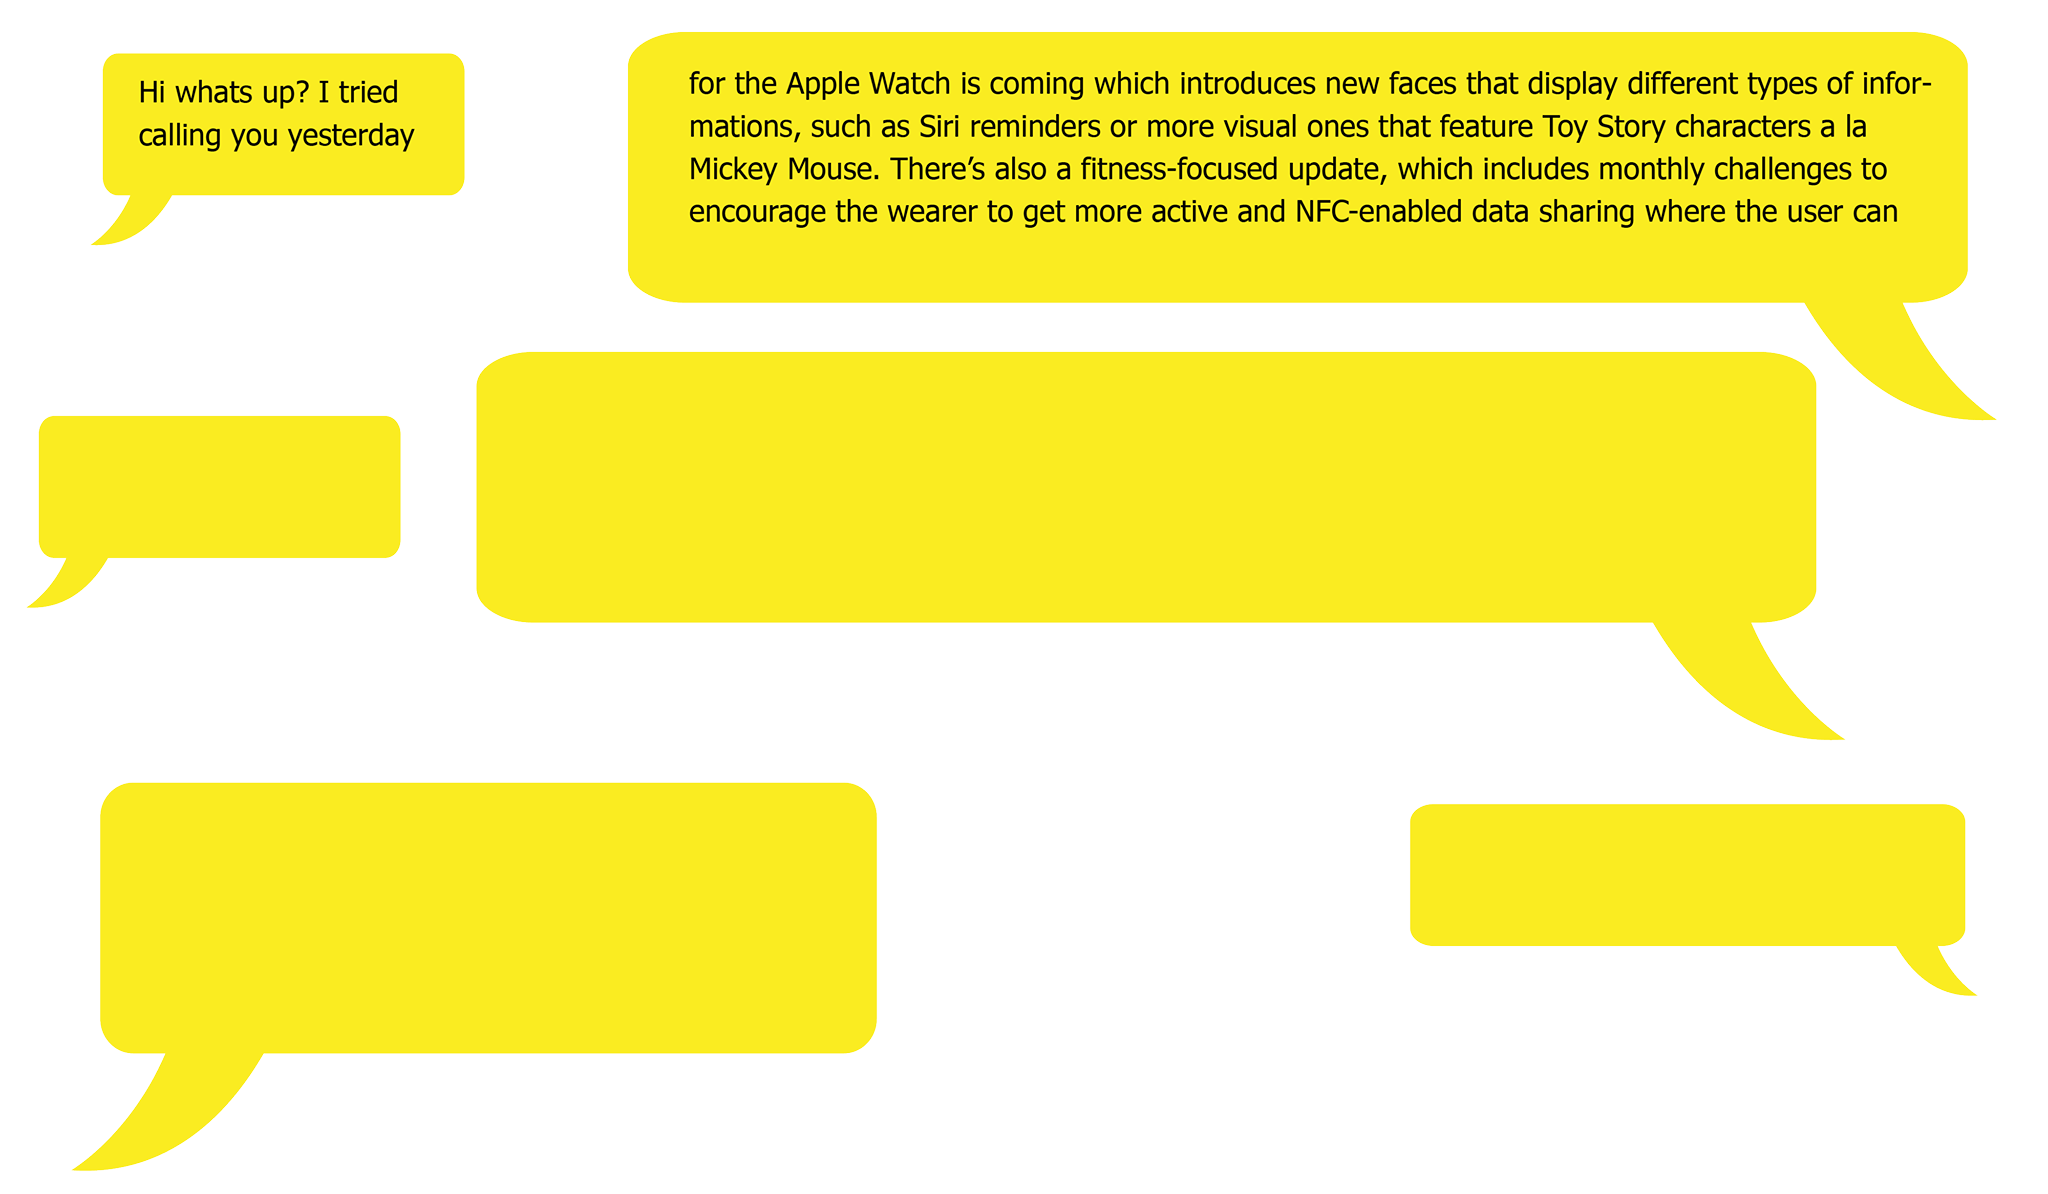 Hi whats up? I tried
calling you yesterday
for the Apple Watch is coming which introduces new faces that display different types of infor-
mations, such as Siri reminders or more visual ones that feature Toy Story characters a la
Mickey Mouse. There’s also a fitness-focused update, which includes monthly challenges to
encourage the wearer to get more active and NFC-enabled data sharing where the user can